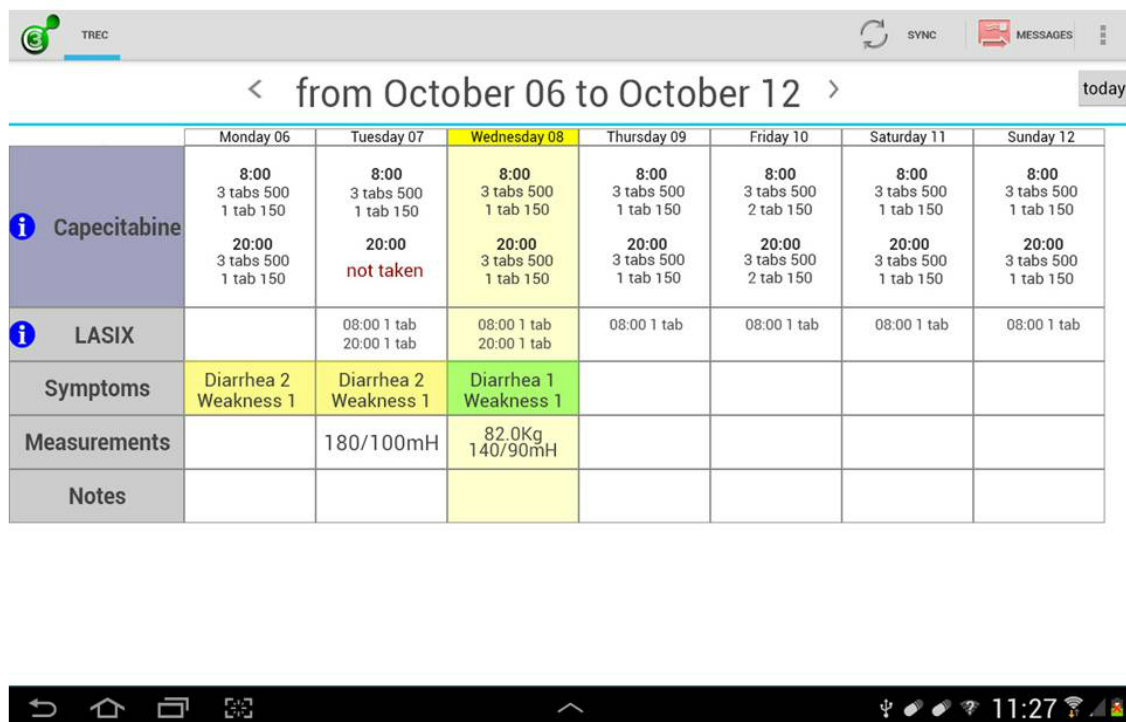 3 TREC SYNC MESSAGES
< from October 06 to October 12 > today
Monday 06 Tuesday 07 Wednesday 08 Thursday 09 Friday 10 Saturday 11 Sunday 12
8:00 8:00 8:00 8:00 8:00 8:00 8:00
3 tabs 500 3 tabs 500 3 tabs 500 3 tabs 500 3 tabs 500 3 tabs 500 3 tabs 500
1 tab 150 1 tab 150 1 tab 150 1 tab 150 2 tab 150 1 tab 150 1 tab 150
i Capecitabine
20:00 20:00 20:00 20:00 20:00 20:00 20:00
3 tabs 500 not taken 3 tabs 500 3 tabs 500 3 tabs 500 3 tabs 500 3 tabs 500
1 tab 150 1 tab 150 1 tab 150 2 tab 150 1 tab 150 1 tab 150
i LASIX 08:00 1 tab 08:00 1 tab 08:00 1 tab 08:00 1 tab 08:00 1 tab 08:00 1 tab
20:00 1 tab 20:00 1 tab
Symptoms Diarrhea 2 Diarrhea 2 Diarrhea 1
Weakness 1 Weakness 1 Weakness 1
Measurements 180/100mH 82.0Kg
140/90mH
Notes
11:27